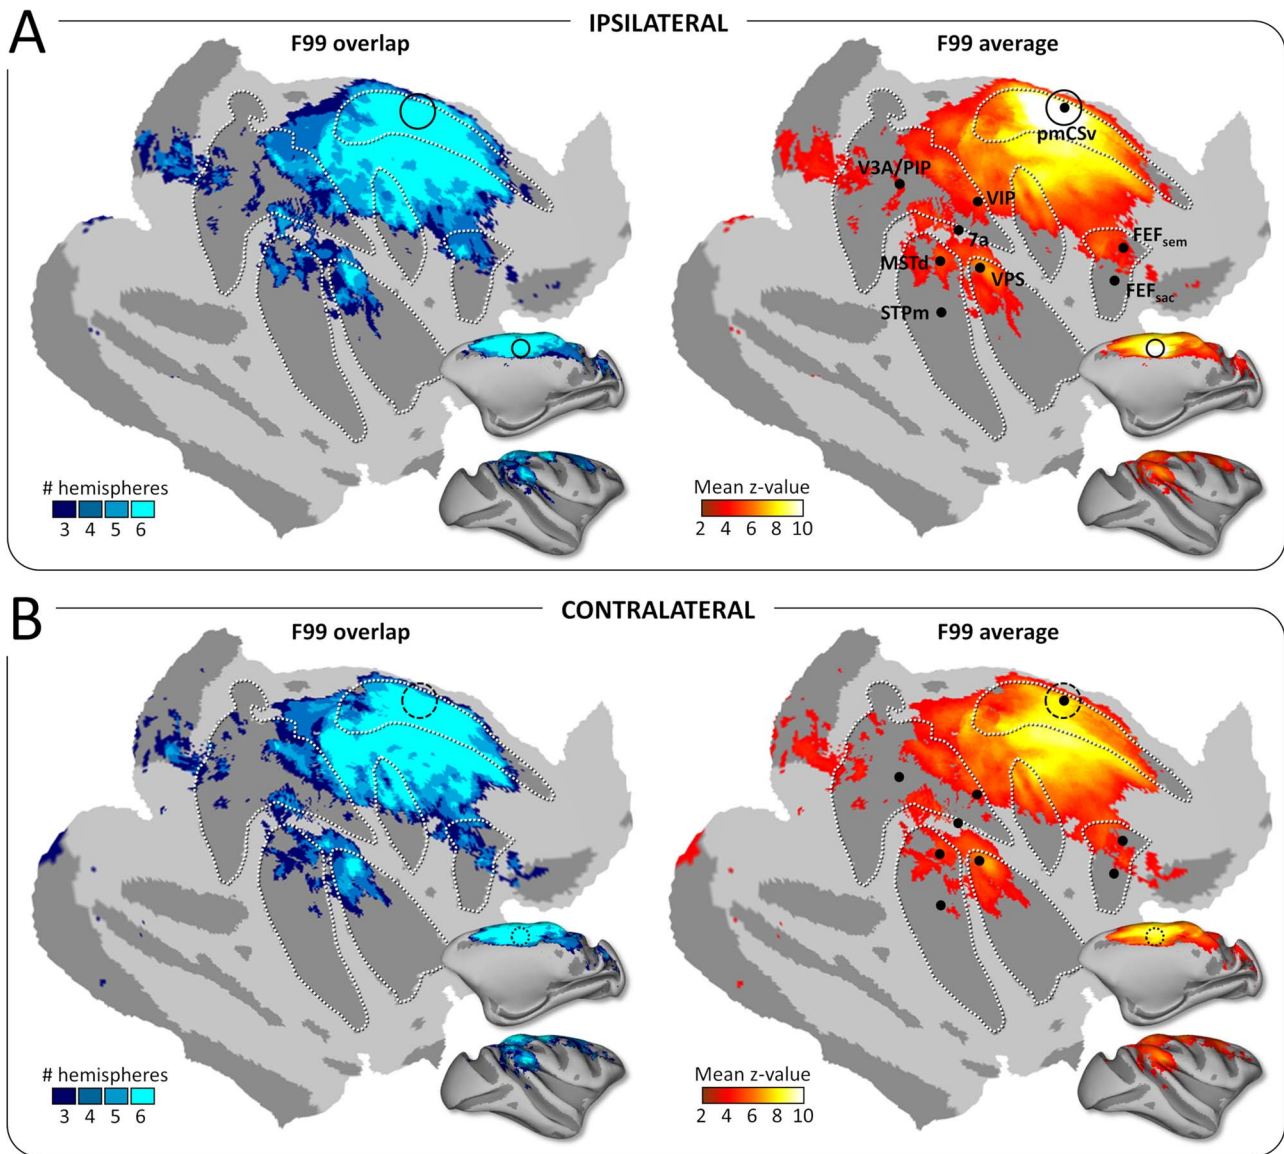 A
IPSILATERAL
F99 overlap
F99 average
pmCSv
V3A/PIP
VIP
7a
FEFsem
MSTd
VPS
FEFsac
STPm
# hemispheres
3 4 5 6
Mean z-value
2 4 6 8 10
B
CONTRALATERAL
F99 overlap
F99 average
# hemispheres
3 4 5 6
Mean z-value
2 4 6 8 10